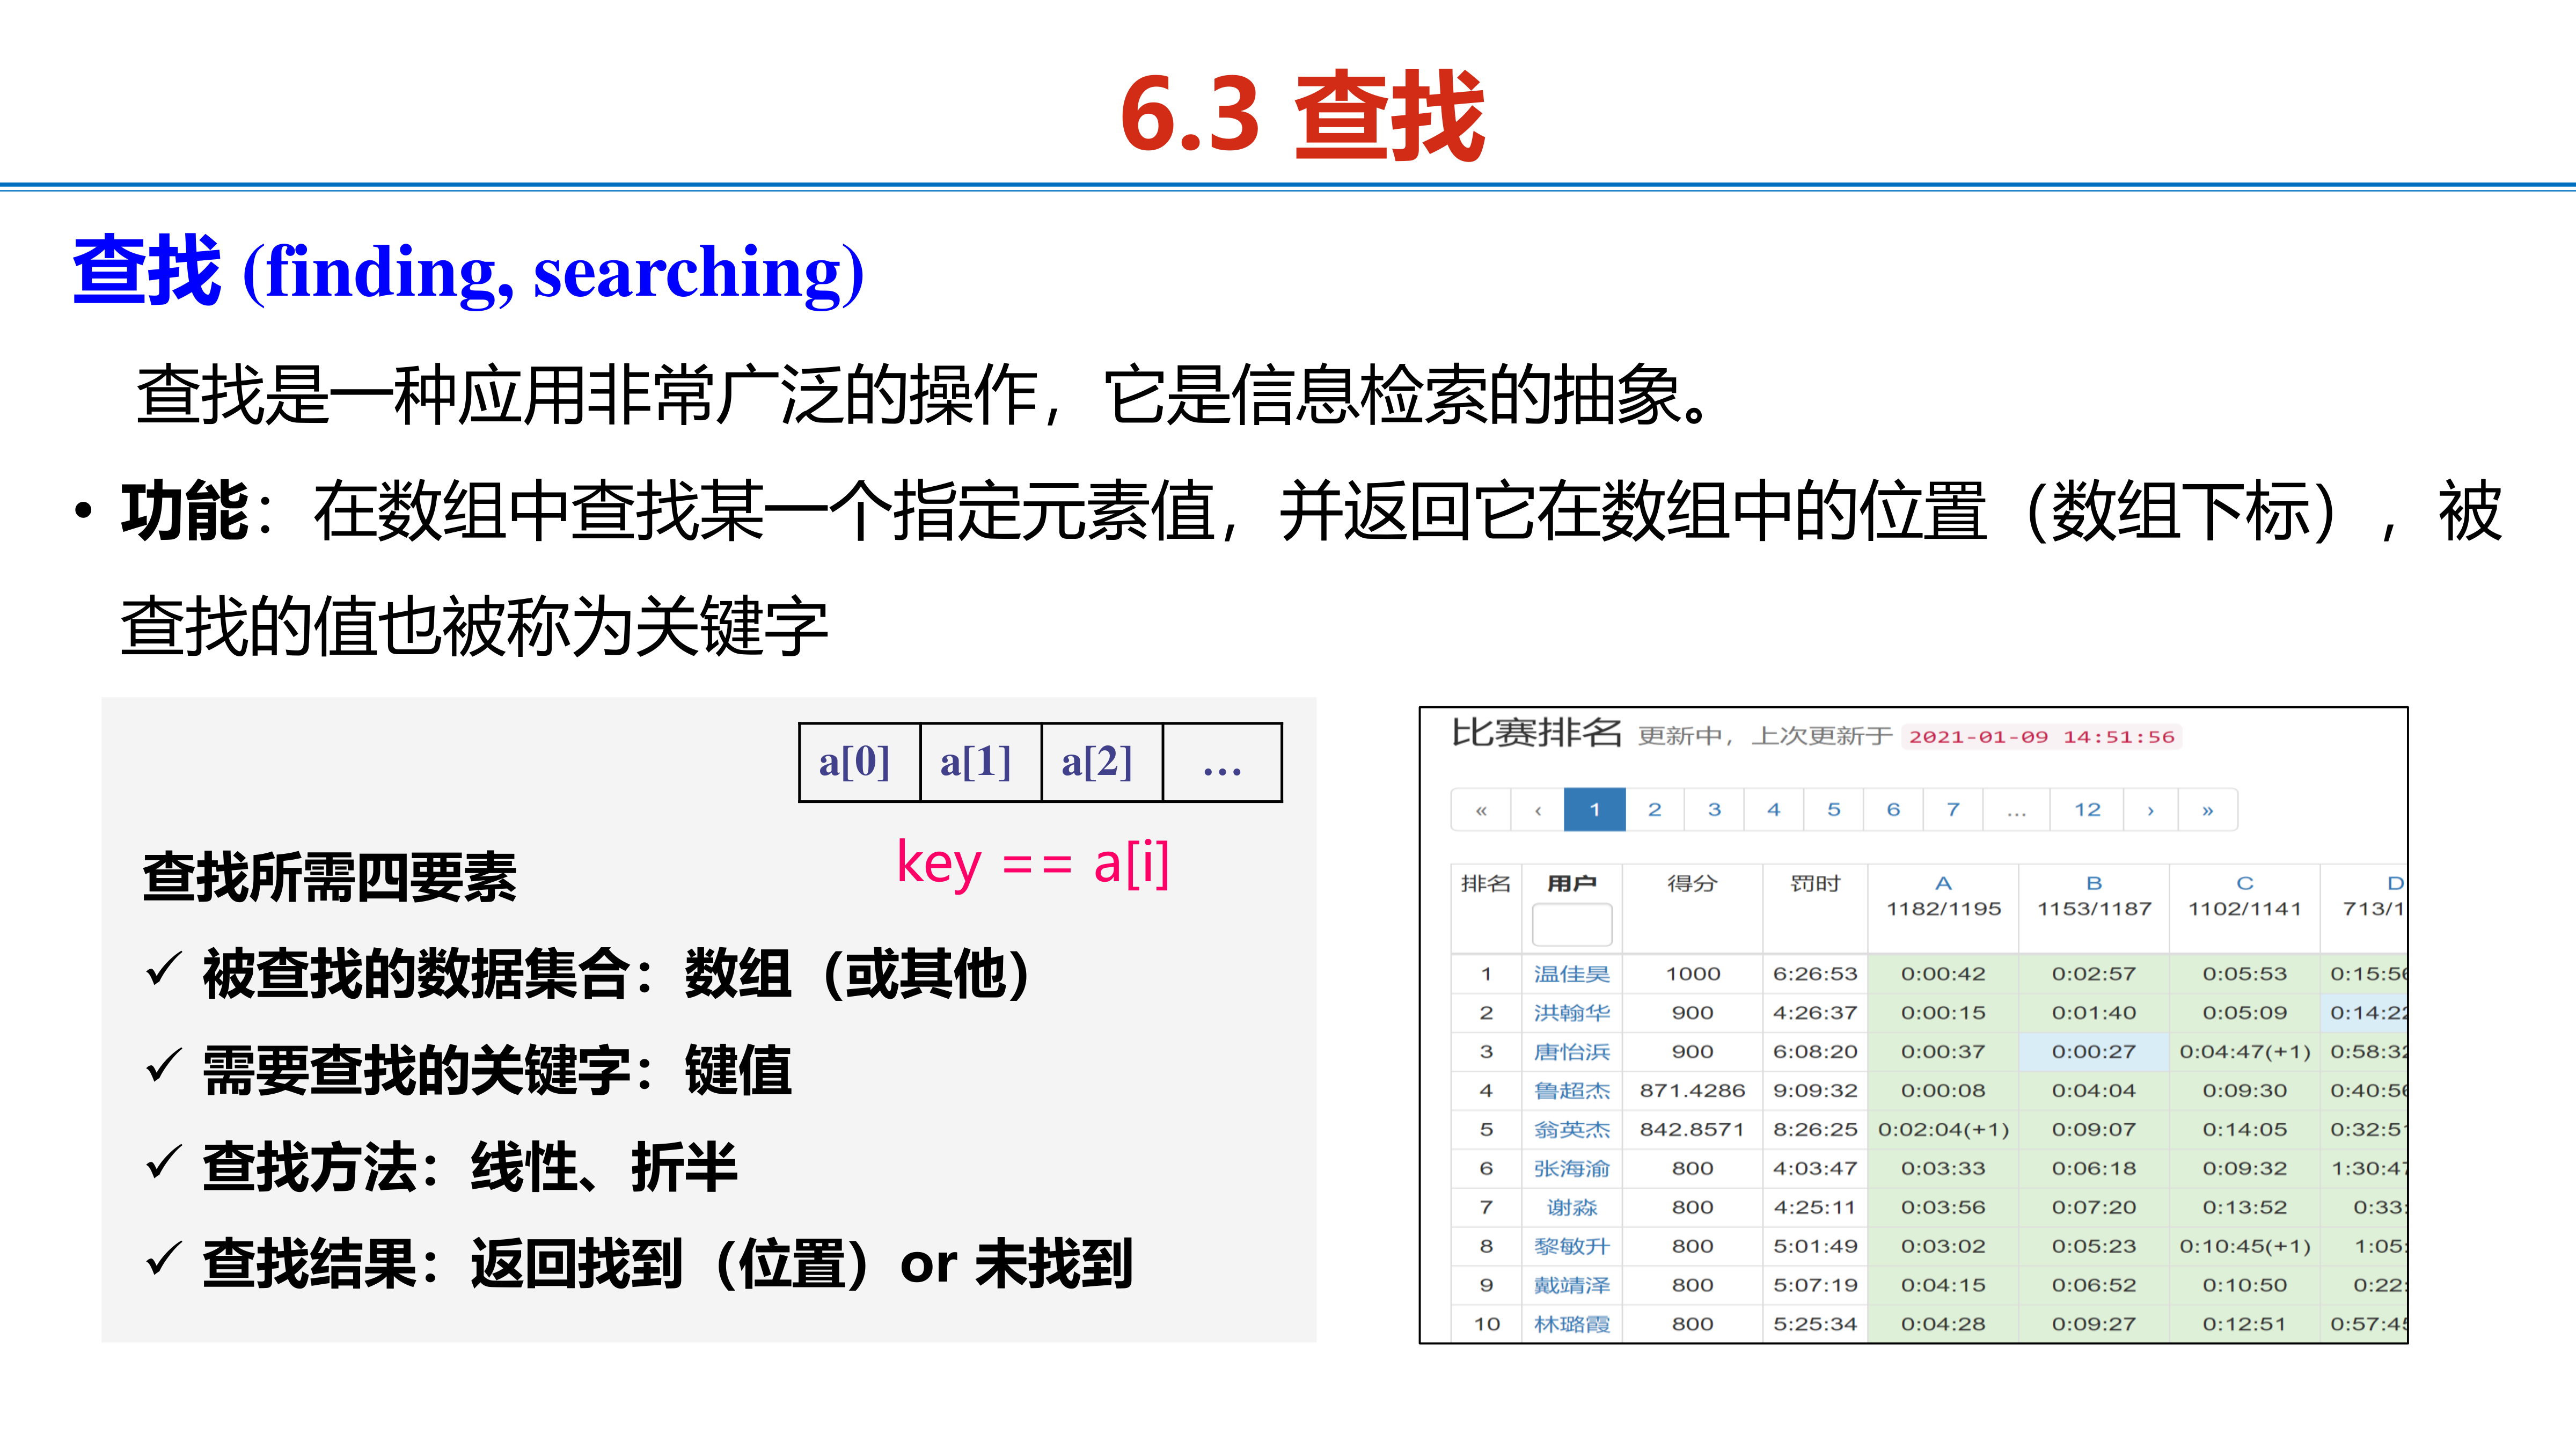 6.3 查找
查找 (finding, searching)
查找是一种应用非常广泛的操作，它是信息检索的抽象。
• 功能：在数组中查找某一个指定元素值，并返回它在数组中的位置（数组下标），被
查找的值也被称为关键字
a[0] a[1] a[2] …
key == a[i]
查找所需四要素
✓ 被查找的数据集合：数组（或其他）
✓ 需要查找的关键字：键值
✓ 查找方法：线性、折半
✓ 查找结果：返回找到（位置）or 未找到
比赛排名 更新中，上次更新于 2021-01-09 14:51:56
« ‹ 1 2 3 4 5 6 7 … 12 › »
排名 用户 得分 罚时 A B C D
1182/1195 1153/1187 1102/1141 713/1
1 温佳昊 1000 6:26:53 0:00:42 0:02:57 0:05:53 0:15:56
2 洪翰华 900 4:26:37 0:00:15 0:01:40 0:05:09 0:14:22
3 唐怡浜 900 6:08:20 0:00:37 0:00:27 0:04:47(+1) 0:58:32
4 鲁超杰 871.4286 9:09:32 0:00:08 0:04:04 0:09:30 0:40:56
5 翁英杰 842.8571 8:26:25 0:02:04(+1) 0:09:07 0:14:05 0:32:51
6 张海渝 800 4:03:47 0:03:33 0:06:18 0:09:32 1:30:47
7 谢淼 800 4:25:11 0:03:56 0:07:20 0:13:52 0:33:
8 黎敏升 800 5:01:49 0:03:02 0:05:23 0:10:45(+1) 1:05:
9 戴靖泽 800 5:07:19 0:04:15 0:06:52 0:10:50 0:22:
10 林璐霞 800 5:25:34 0:04:28 0:09:27 0:12:51 0:57:45